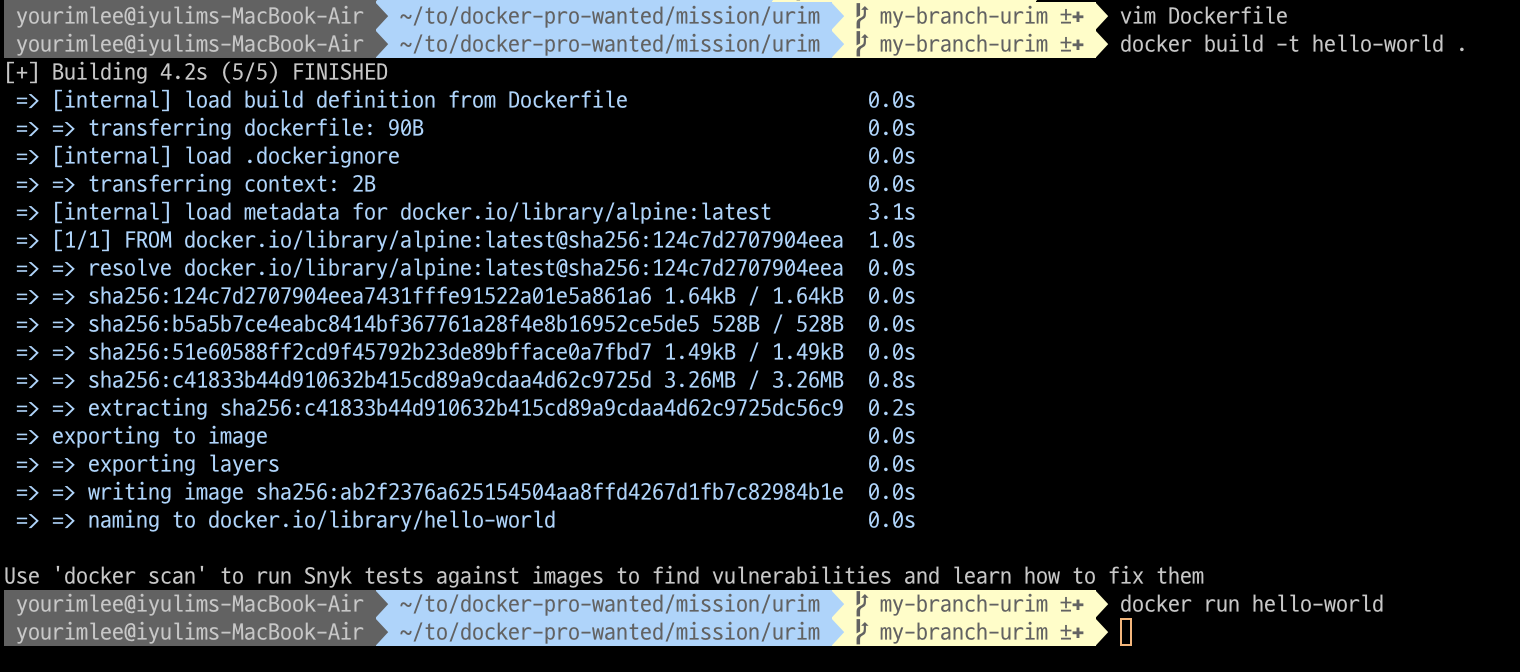 yourimlee@iyulims-MacBook-Air ~/to/docker-pro-wanted/mission/urim my-branch-urim ±+ vim Dockerfile
yourimlee@iyulims-MacBook-Air ~/to/docker-pro-wanted/mission/urim my-branch-urim ±+ docker build -t hello-world .
[+] Building 4.2s (5/5) FINISHED
=> [internal] load build definition from Dockerfile 0.0s
=> => transferring dockerfile: 90B 0.0s
=> [internal] load .dockerignore 0.0s
=> => transferring context: 2B 0.0s
=> [internal] load metadata for docker.io/library/alpine:latest 3.1s
=> [1/1] FROM docker.io/library/alpine:latest@sha256:124c7d2707904eea 1.0s
=> => resolve docker.io/library/alpine:latest@sha256:124c7d2707904eea 0.0s
=> => sha256:124c7d2707904eea7431fffe91522a01e5a861a6 1.64kB / 1.64kB 0.0s
=> => sha256:b5a5b7ce4eabc8414bf367761a28f4e8b16952ce5de5 528B / 528B 0.0s
=> => sha256:51e60588ff2cd9f45792b23de89bfface0a7fbd7 1.49kB / 1.49kB 0.0s
=> => sha256:c41833b44d910632b415cd89a9cdaa4d62c9725d 3.26MB / 3.26MB 0.8s
=> => extracting sha256:c41833b44d910632b415cd89a9cdaa4d62c9725dc56c9 0.2s
=> exporting to image 0.0s
=> => exporting layers 0.0s
=> => writing image sha256:ab2f2376a625154504aa8ffd4267d1fb7c82984b1e 0.0s
=> => naming to docker.io/library/hello-world 0.0s
Use 'docker scan' to run Snyk tests against images to find vulnerabilities and learn how to fix them
yourimlee@iyulims-MacBook-Air ~/to/docker-pro-wanted/mission/urim my-branch-urim ±+ docker run hello-world
yourimlee@iyulims-MacBook-Air ~/to/docker-pro-wanted/mission/urim my-branch-urim ±+